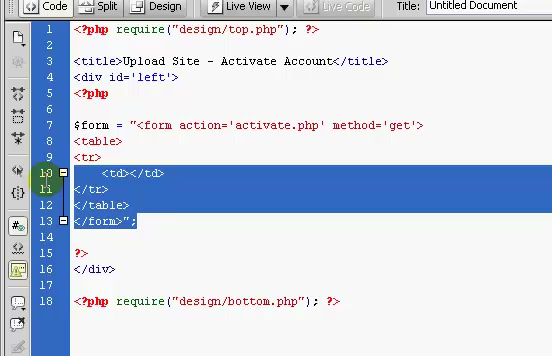 Code Split Design Live View Live Code Title: Untitled Document
1 <?php require("design/top.php"); ?>
2
3 <title>Upload Site - Activate Account</title>
4 <div id='left'>
5 <?php
6
7 $form = "<form action='activate.php' method='get'>
8 <table>
9 <tr>
10 <td></td>
11 </tr>
12 </table>
13 </form>";
14
15 ?>
16 </div>
17
18 <?php require("design/bottom.php"); ?>